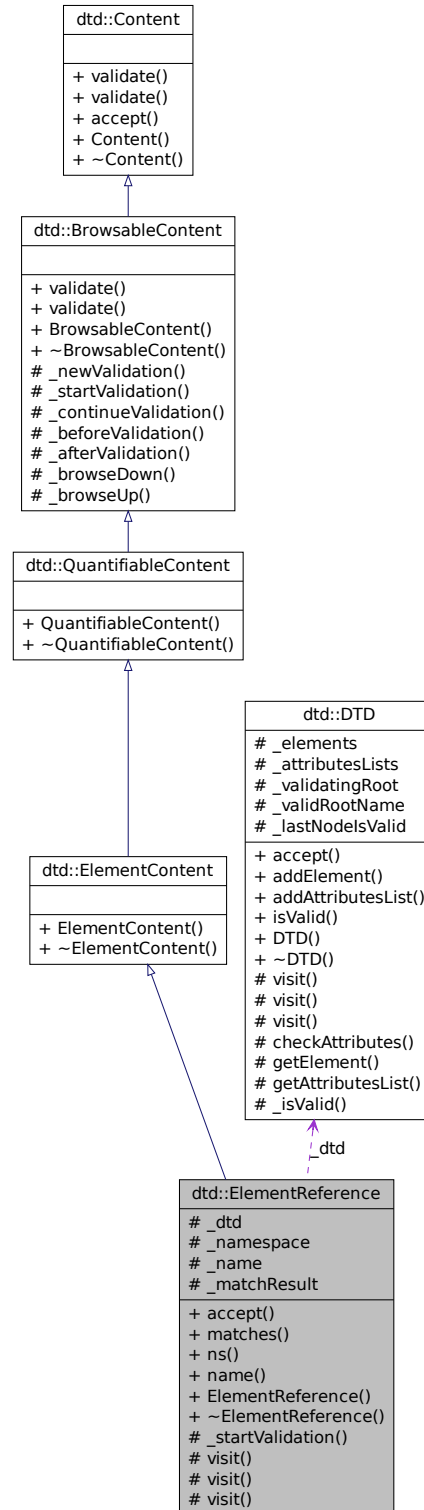 dtd::Content
+ validate()
+ validate()
+ accept()
+ Content()
+ ~Content()
dtd::BrowsableContent
+ validate()
+ validate()
+ BrowsableContent()
+ ~BrowsableContent()
# _newValidation()
# _startValidation()
# _continueValidation()
# _beforeValidation()
# _afterValidation()
# _browseDown()
# _browseUp()
dtd::QuantifiableContent
+ QuantifiableContent()
+ ~QuantifiableContent()
dtd::DTD
# _elements
# _attributesLists
# _validatingRoot
# _validRootName
# _lastNodeIsValid
+ accept()
+ addElement()
+ addAttributesList()
+ isValid()
+ DTD()
+ ~DTD()
# visit()
# visit()
# visit()
# checkAttributes()
# getElement()
# getAttributesList()
# _isValid()
dtd::ElementContent
+ ElementContent()
+ ~ElementContent()
_dtd
dtd::ElementReference
# _dtd
# _namespace
# _name
# _matchResult
+ accept()
+ matches()
+ ns()
+ name()
+ ElementReference()
+ ~ElementReference()
# _startValidation()
# visit()
# visit()
# visit()